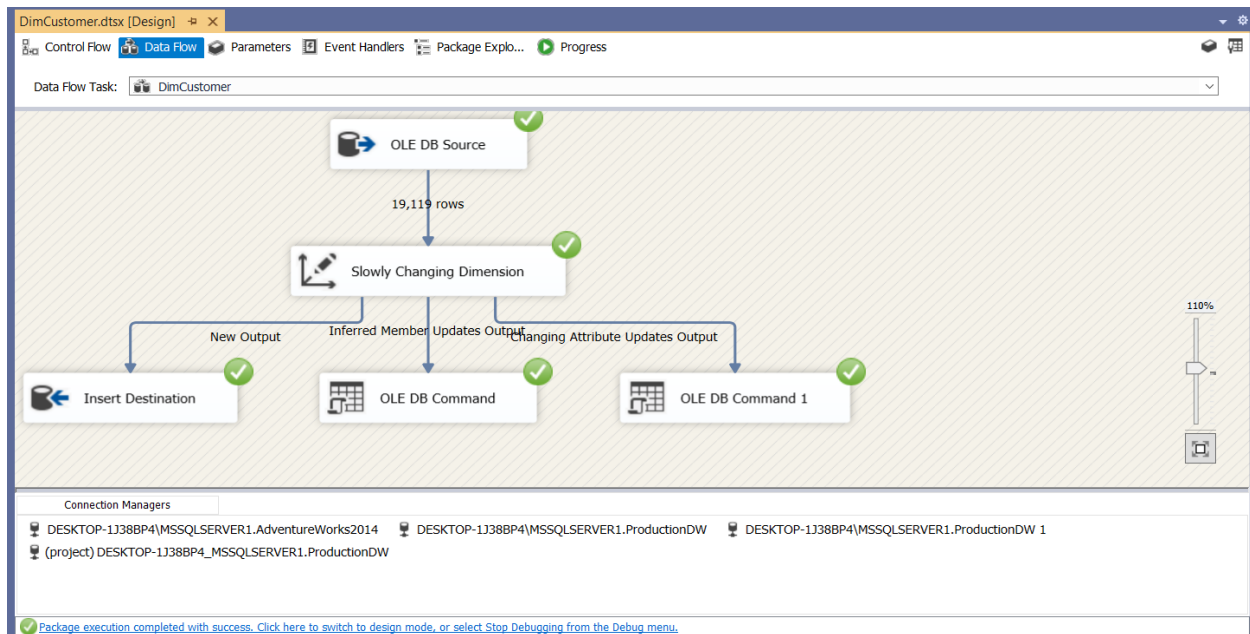 DimCustomer.dtsx [Design]
Control Flow Data Flow Parameters Event Handlers Package Explo... Progress
Data Flow Task: DimCustomer
OLE DB Source
19,119 rows
Slowly Changing Dimension
110%
New Output Inferred Member Updates Output Changing Attribute Updates Output
Insert Destination OLE DB Command OLE DB Command 1
Connection Managers
DESKTOP-1J38BP4\MSSQLSERVER1.AdventureWorks2014 DESKTOP-1J38BP4\MSSQLSERVER1.ProductionDW DESKTOP-1J38BP4\MSSQLSERVER1.ProductionDW 1
(project) DESKTOP-1J38BP4_MSSQLSERVER1.ProductionDW
Package execution completed with success. Click here to switch to design mode, or select Stop Debugging from the Debug menu.